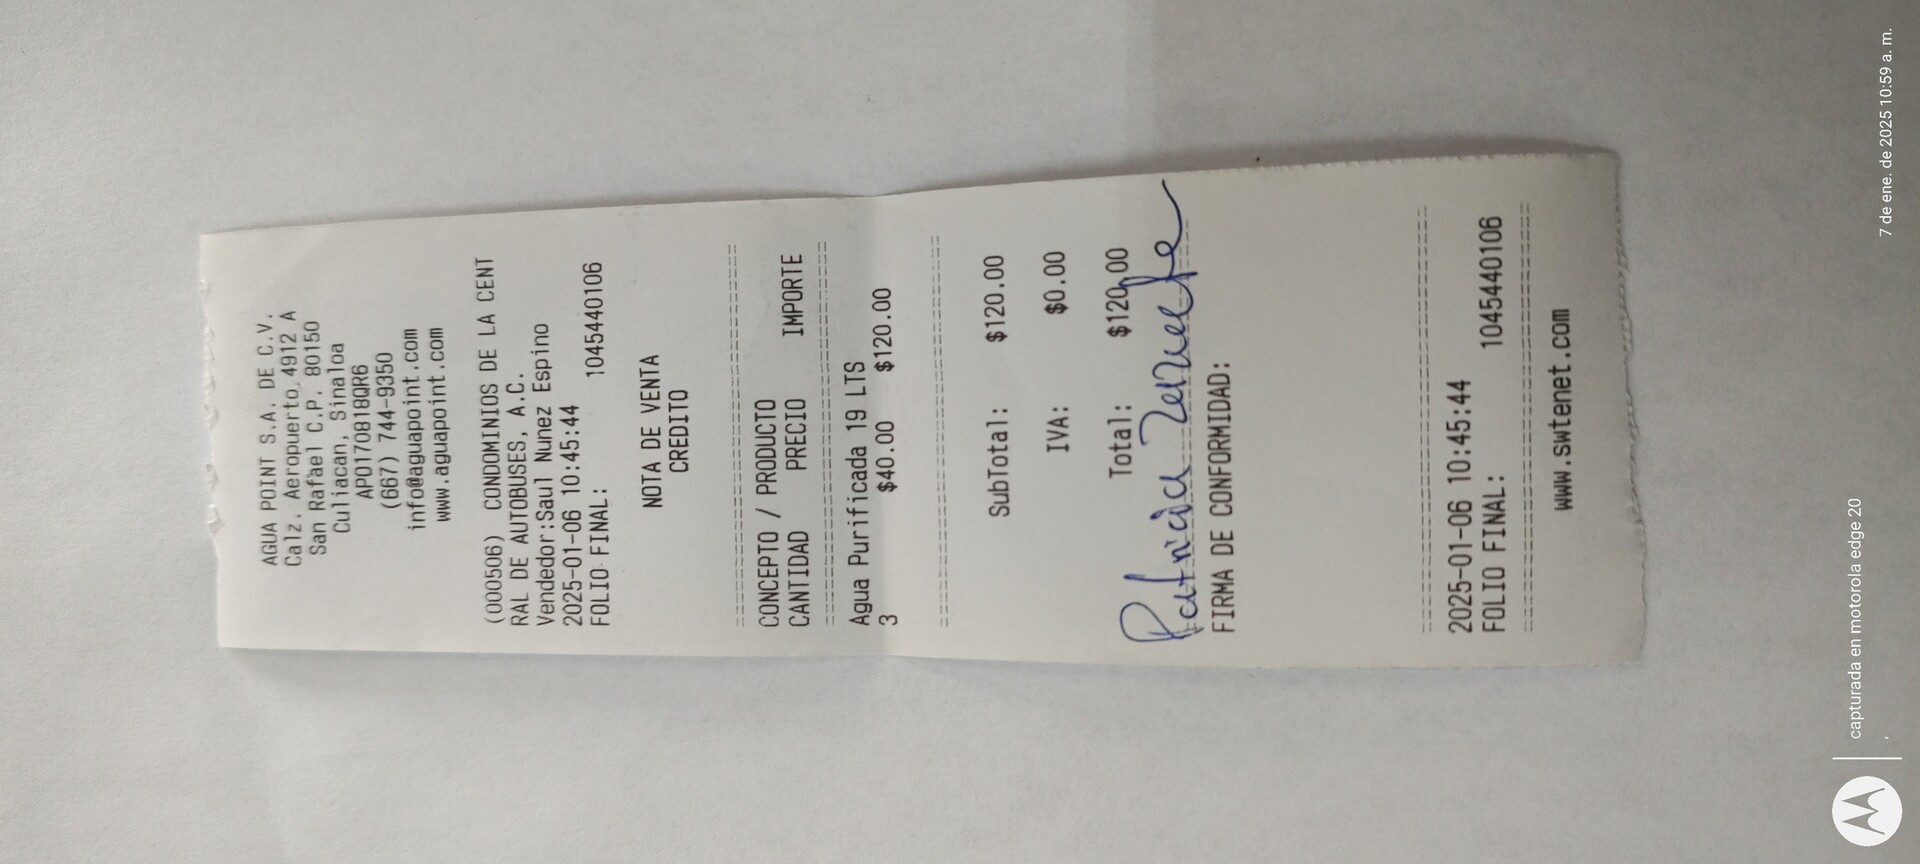 AGUA POINT S.A. DE C.V.
Calz. Aeropuerto, 4912 A
San Rafael C.P. 80150
Culiacan, Sinaloa
APO170818QR6
(667) 744-9350
info@aguapoint.com
www.aguapoint.com
(000506) CONDOMINIOS DE LA CENT
RAL DE AUTOBUSES, A.C.
Vendedor:Saul Nunez Espino
2025-01-06 10:45:44
FOLIO FINAL: 1045440106
NOTA DE VENTA
CREDITO
CONCEPTO / PRODUCTO
CANTIDAD PRECIO IMPORTE
Agua Purificada 19 LTS
3 $40.00 $120.00
SubTotal: $120.00
IVA: $0.00
Total: $120.00
Patricia
FIRMA DE CONFORMIDAD:
2025-01-06 10:45:44
FOLIO FINAL: 1045440106
www.swtenet.com
capturada en motorola edge 20
7 de ene. de 2025 10:59 a. m.